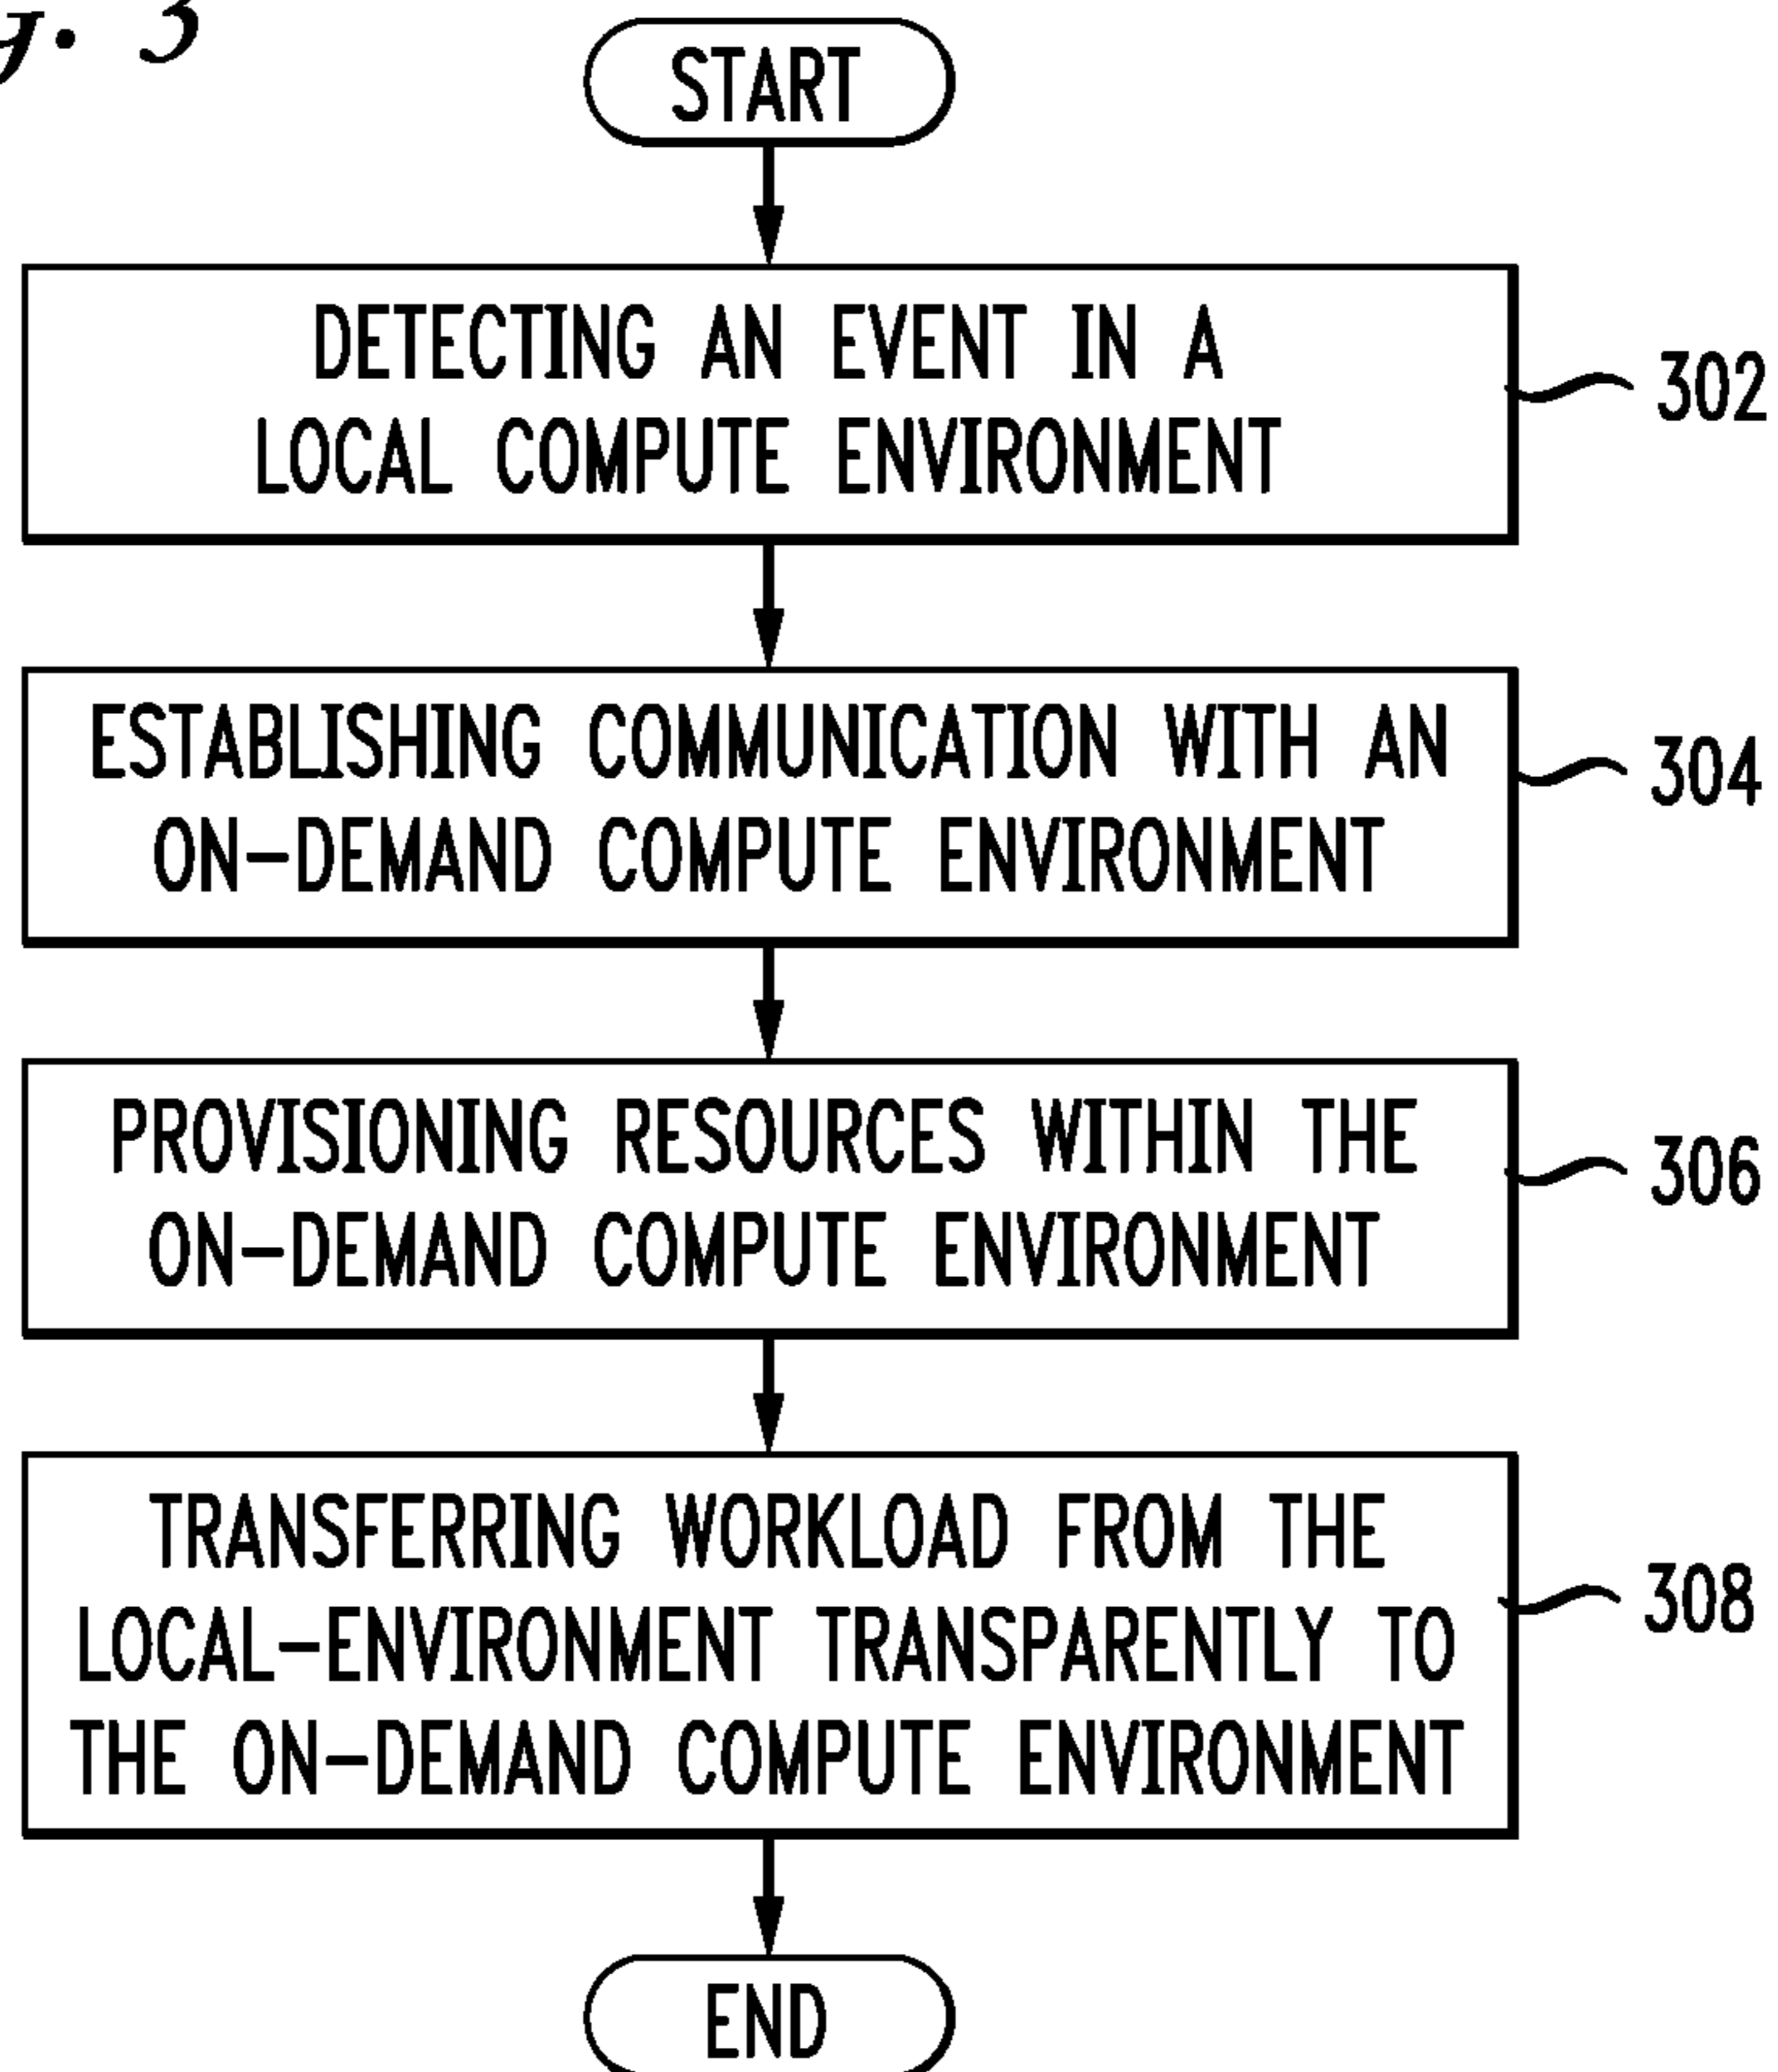 g. 3
START
DETECTING AN EVENT IN A
LOCAL COMPUTE ENVIRONMENT
302
ESTABLISHING COMMUNICATION WITH AN
ON-DEMAND COMPUTE ENVIRONMENT
304
PROVISIONING RESOURCES WITHIN THE
ON-DEMAND COMPUTE ENVIRONMENT
306
TRANSFERRING WORKLOAD FROM THE
LOCAL-ENVIRONMENT TRANSPARENTLY TO
THE ON-DEMAND COMPUTE ENVIRONMENT
308
END